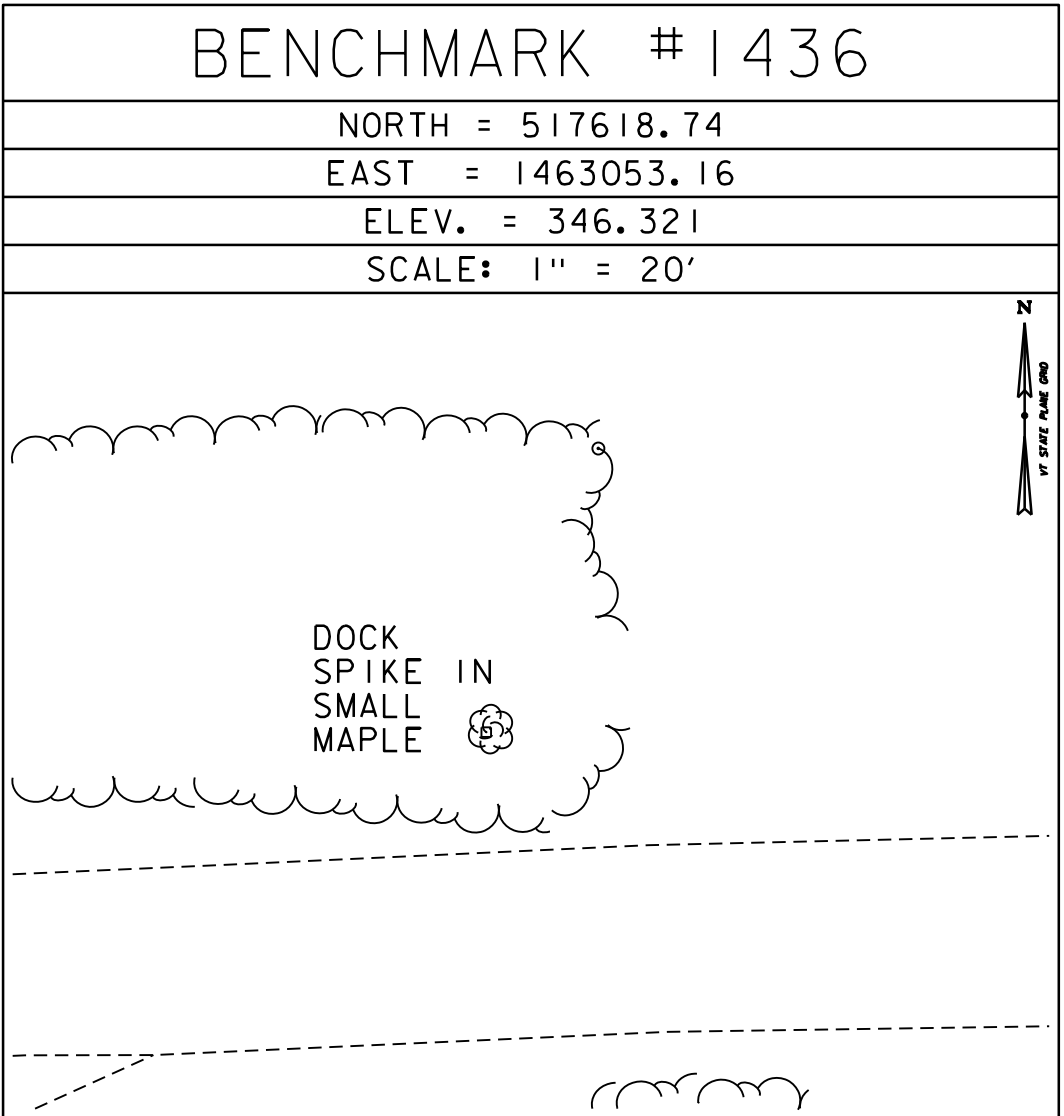 BENCHMARK #1436
NORTH = 517618.74
EAST = 1463053.16
ELEV. = 346.321
SCALE: 1" = 20'
N
VT STATE PLANE GRID
DOCK
SPIKE IN
SMALL
MAPLE